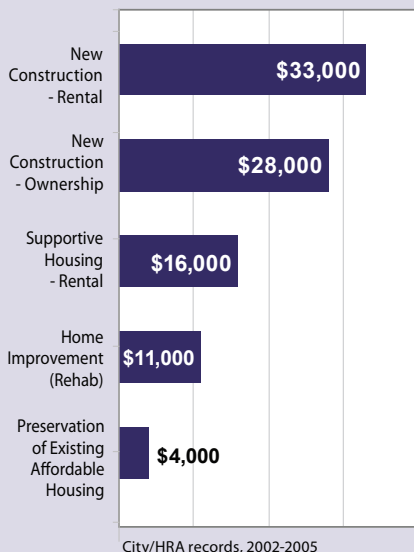 New
Construction
- Rental
$33,000
New
Construction
- Ownership
$28,000
Supportive
Housing
- Rental
$16,000
Home
Improvement
(Rehab)
$11,000
Preservation
of Existing
Affordable
Housing
$4,000
City/HRA records, 2002-2005